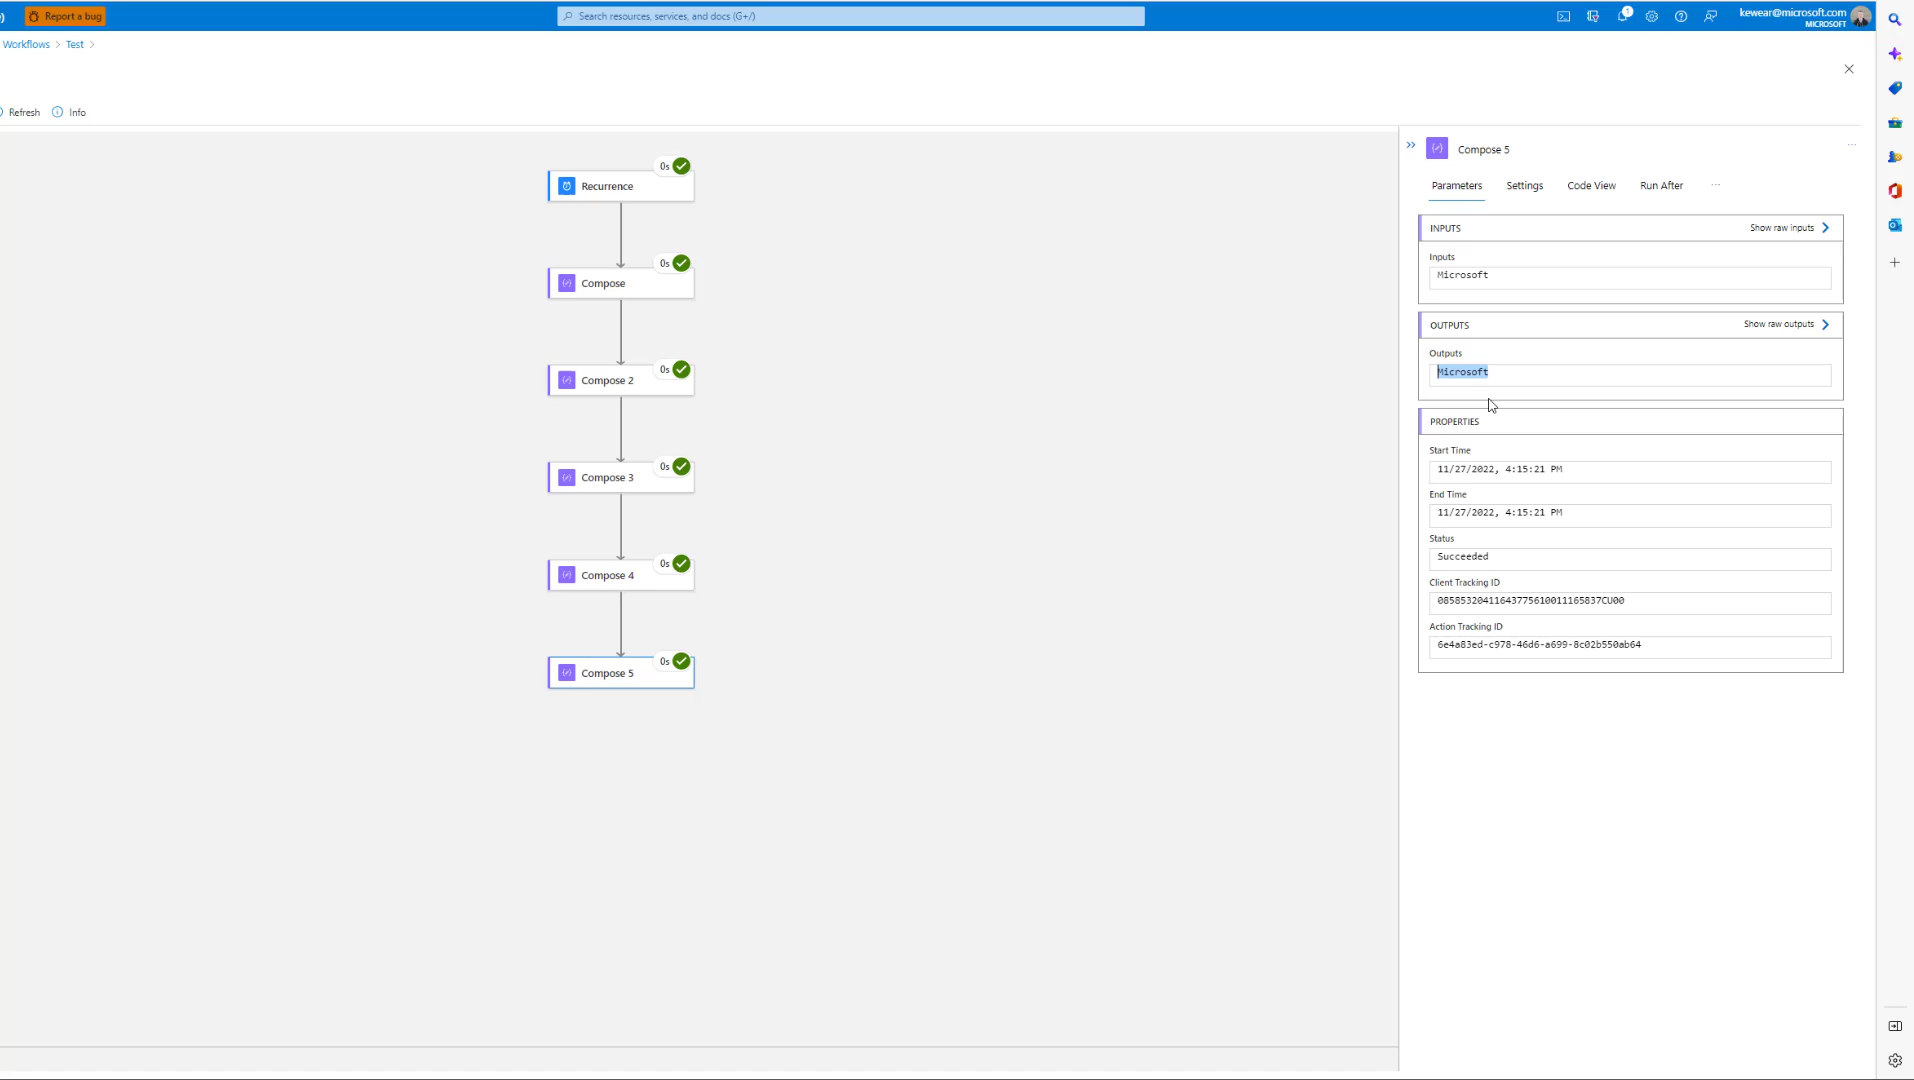 Report a bug
Search resources, services, and docs (G+/)
1
kewear@microsoft.com
MICROSOFT
Workflows > Test >
Refresh
Info
0s
Recurrence
0s
Compose
0s
Compose 2
0s
Compose 3
0s
Compose 4
0s
Compose 5
Compose 5
...
Parameters
Settings
Code View
Run After
...
INPUTS
Show raw inputs
Inputs
Microsoft
OUTPUTS
Show raw outputs
Outputs
Microsoft
PROPERTIES
Start Time
11/27/2022, 4:15:21 PM
End Time
11/27/2022, 4:15:21 PM
Status
Succeeded
Client Tracking ID
08585320411643775610011165837CU00
Action Tracking ID
6e4a83ed-c978-46d6-a699-8c02b550ab64